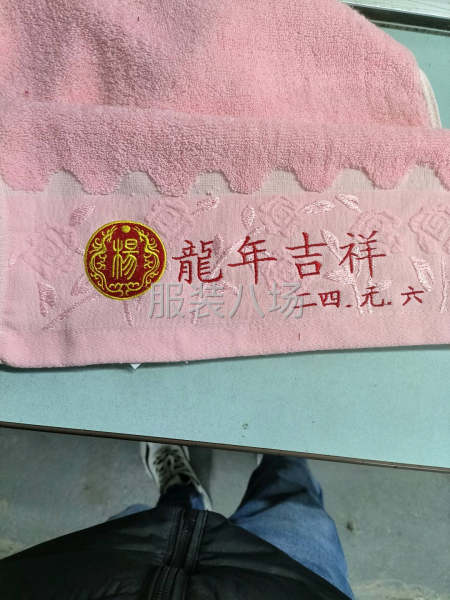 楊
龍年吉祥
二四.元.六
服装八场